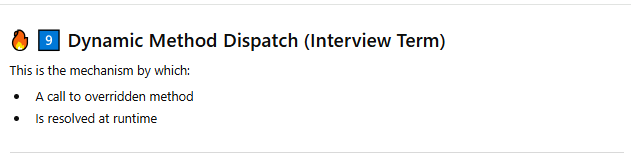 🔥 9 Dynamic Method Dispatch (Interview Term)
This is the mechanism by which:
• A call to overridden method
• Is resolved at runtime